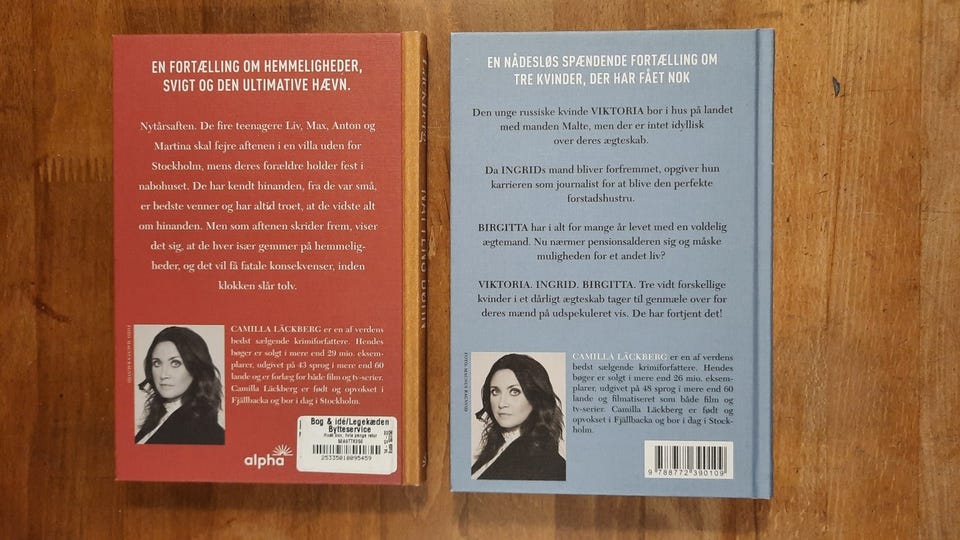 EN FORTÆLLING OM HEMMELIGHEDER,
SVIGT OG DEN ULTIMATIVE HÆVN.
Nytårsaften. De fire teenagere Liv, Max, Anton og
Martina skal fejre aftenen i en villa uden for
Stockholm, mens deres forældre holder fest i
nabohuset. De har kendt hinanden, fra de var små,
er bedste venner og har altid troet, at de vidste alt
om hinanden. Men som aftenen skrider frem, viser
det sig, at de hver især gemmer på hemmelig-
heder, og det vil få fatale konsekvenser, inden
klokken slår tolv.
CAMILLA LÄCKBERG er en af verdens
bedst sælgende krimiforfattere. Hendes
bøger er solgt i mere end 29 mio. eksem-
plarer, udgivet på 43 sprog i mere end 60
lande og er forlæg for både film og tv-serier.
Camilla Läckberg er født og opvokset i
Fjällbacka og bor i dag i Stockholm.
alpha
Bog & idé/Legekæden
Bytteservice
25335010095459
NATTENS BØRN
EN NÅDESLØS SPÆNDENDE FORTÆLLING OM
TRE KVINDER, DER HAR FÅET NOK
Den unge russiske kvinde VIKTORIA bor i hus på landet
med manden Malte, men der er intet idyllisk
over deres ægteskab.
Da INGRIDs mand bliver forfremmet, opgiver hun
karrieren som journalist for at blive den perfekte
forstadshustru.
BIRGITTA har i alt for mange år levet med en voldelig
ægtemand. Nu nærmer pensionsalderen sig og måske
muligheden for et andet liv?
VIKTORIA. INGRID. BIRGITTA. Tre vidt forskellige
kvinder i et dårligt ægteskab tager til genmæle over for
deres mænd på udspekuleret vis. De har fortjent det!
CAMILLA LÄCKBERG er en af verdens
bedst sælgende krimiforfattere. Hendes
bøger er solgt i mere end 26 mio. eksem-
plarer, udgivet på 48 sprog i mere end 60
lande og filmatiseret som både film og
tv-serier. Camilla Läckberg er født og
opvokset i Fjällbacka og bor i dag i Stock-
holm.
9 788772 390109